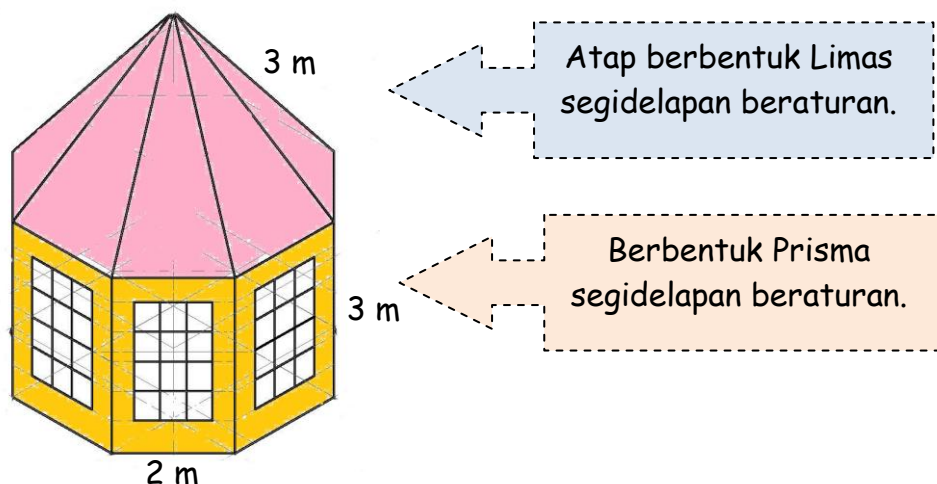 3 m
Atap berbentuk Limas
segidelapan beraturan.
Berbentuk Prisma
segidelapan beraturan.
3 m
2 m